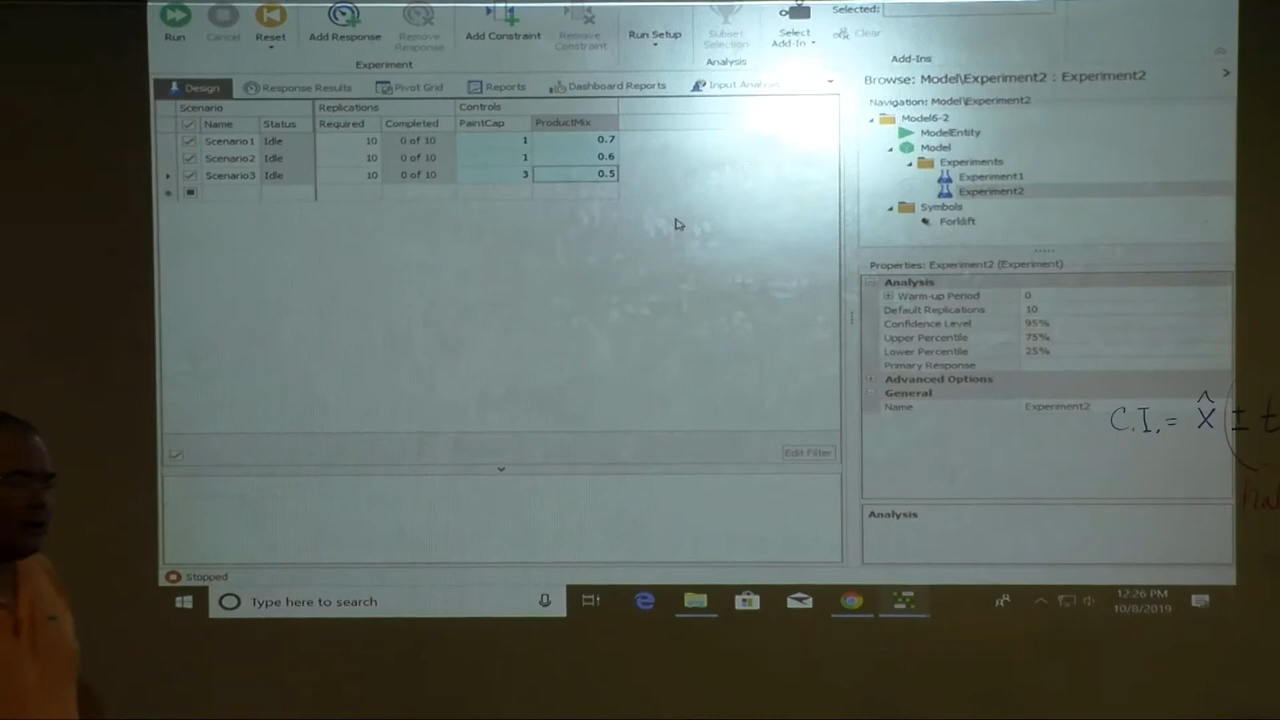 Selected:
Run
Cancel
Reset
Add Response
Remove Response
Add Constraint
Remove Constraint
Run Setup
Subset Selection
Select Add-In
Clear
Experiment
Analysis
Add-Ins
Design
Response Results
Pivot Grid
Reports
Dashboard Reports
Input Analysis
Scenario
Replications
Controls
Name
Status
Required
Completed
PaintCap
ProductMix
Scenario1 Idle 10 0 of 10 1 0.7
Scenario2 Idle 10 0 of 10 1 0.6
Scenario3 Idle 10 0 of 10 3 0.5
Edit Filter
Browse: Model\Experiment2 : Experiment2
Navigation: Model\Experiment2
Model6-2
ModelEntity
Model
Experiments
Experiment1
Experiment2
Symbols
Forklift
Properties: Experiment2 (Experiment)
Analysis
Warm-up Period 0
Default Replications 10
Confidence Level 95%
Upper Percentile 75%
Lower Percentile 25%
Primary Response
Advanced Options
General
Name Experiment2
C.I. = X̂ (± t
Analysis
Stopped
Type here to search
12:26 PM
10/8/2019